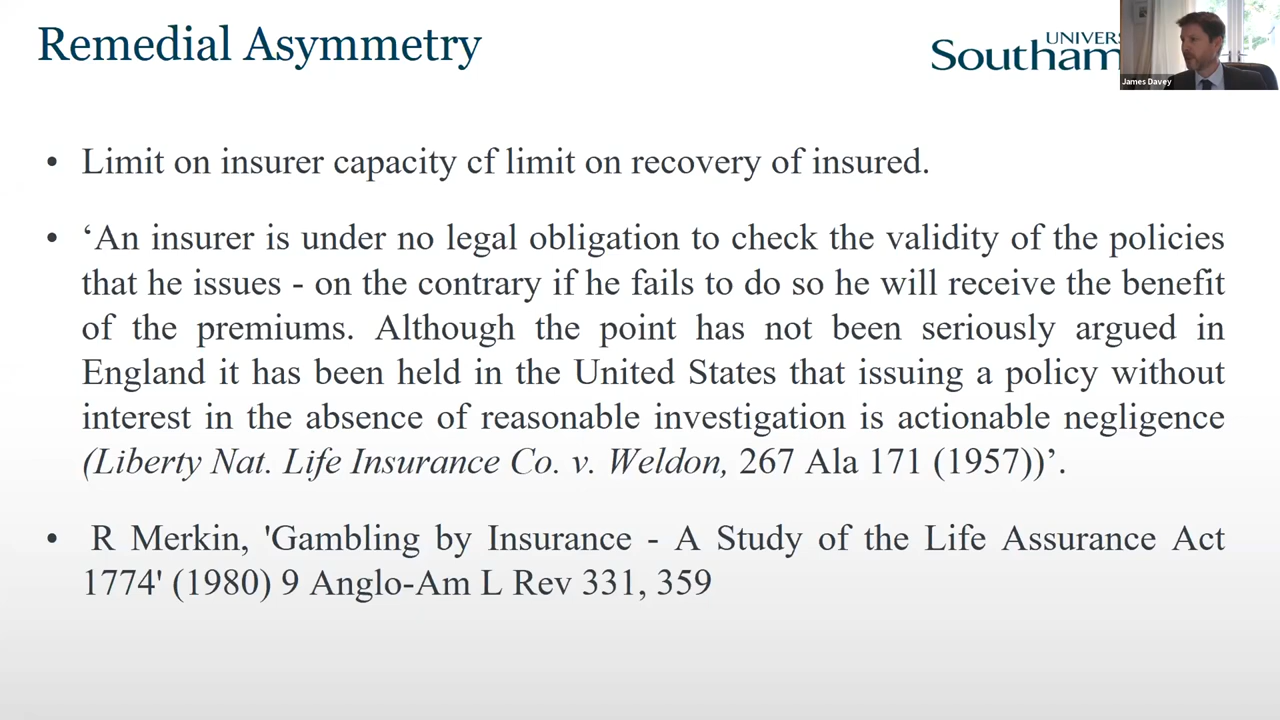 Remedial Asymmetry
UNIVERS
Southam
James Davey
• Limit on insurer capacity cf limit on recovery of insured.
• ‘An insurer is under no legal obligation to check the validity of the policies
that he issues - on the contrary if he fails to do so he will receive the benefit
of the premiums. Although the point has not been seriously argued in
England it has been held in the United States that issuing a policy without
interest in the absence of reasonable investigation is actionable negligence
(Liberty Nat. Life Insurance Co. v. Weldon, 267 Ala 171 (1957))’.
• R Merkin, 'Gambling by Insurance - A Study of the Life Assurance Act
1774' (1980) 9 Anglo-Am L Rev 331, 359